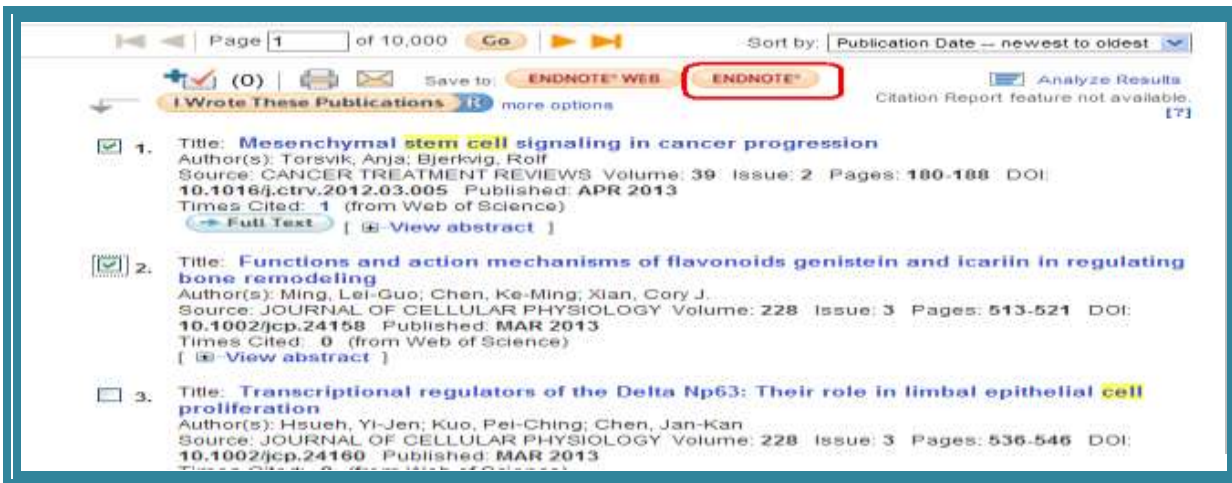 Page 1 of 10,000 Go Sort by: Publication Date -- newest to oldest
(0) Save to: ENDNOTE® WEB ENDNOTE® Analyze Results
I Wrote These Publications R more options Citation Report feature not available.
[?]
1. Title: Mesenchymal stem cell signaling in cancer progression
Author(s): Torsvik, Anja; Bjerkvig, Rolf
Source: CANCER TREATMENT REVIEWS Volume: 39 Issue: 2 Pages: 180-188 DOI:
10.1016/j.ctrv.2012.03.005 Published: APR 2013
Times Cited: 1 (from Web of Science)
Full Text [ View abstract ]
2. Title: Functions and action mechanisms of flavonoids genistein and icariin in regulating
bone remodeling
Author(s): Ming, Lei-Guo; Chen, Ke-Ming; Xian, Cory J.
Source: JOURNAL OF CELLULAR PHYSIOLOGY Volume: 228 Issue: 3 Pages: 513-521 DOI:
10.1002/jcp.24158 Published: MAR 2013
Times Cited: 0 (from Web of Science)
[ View abstract ]
3. Title: Transcriptional regulators of the Delta Np63: Their role in limbal epithelial cell
proliferation
Author(s): Hsueh, Yi-Jen; Kuo, Pei-Ching; Chen, Jan-Kan
Source: JOURNAL OF CELLULAR PHYSIOLOGY Volume: 228 Issue: 3 Pages: 536-546 DOI:
10.1002/jcp.24160 Published: MAR 2013